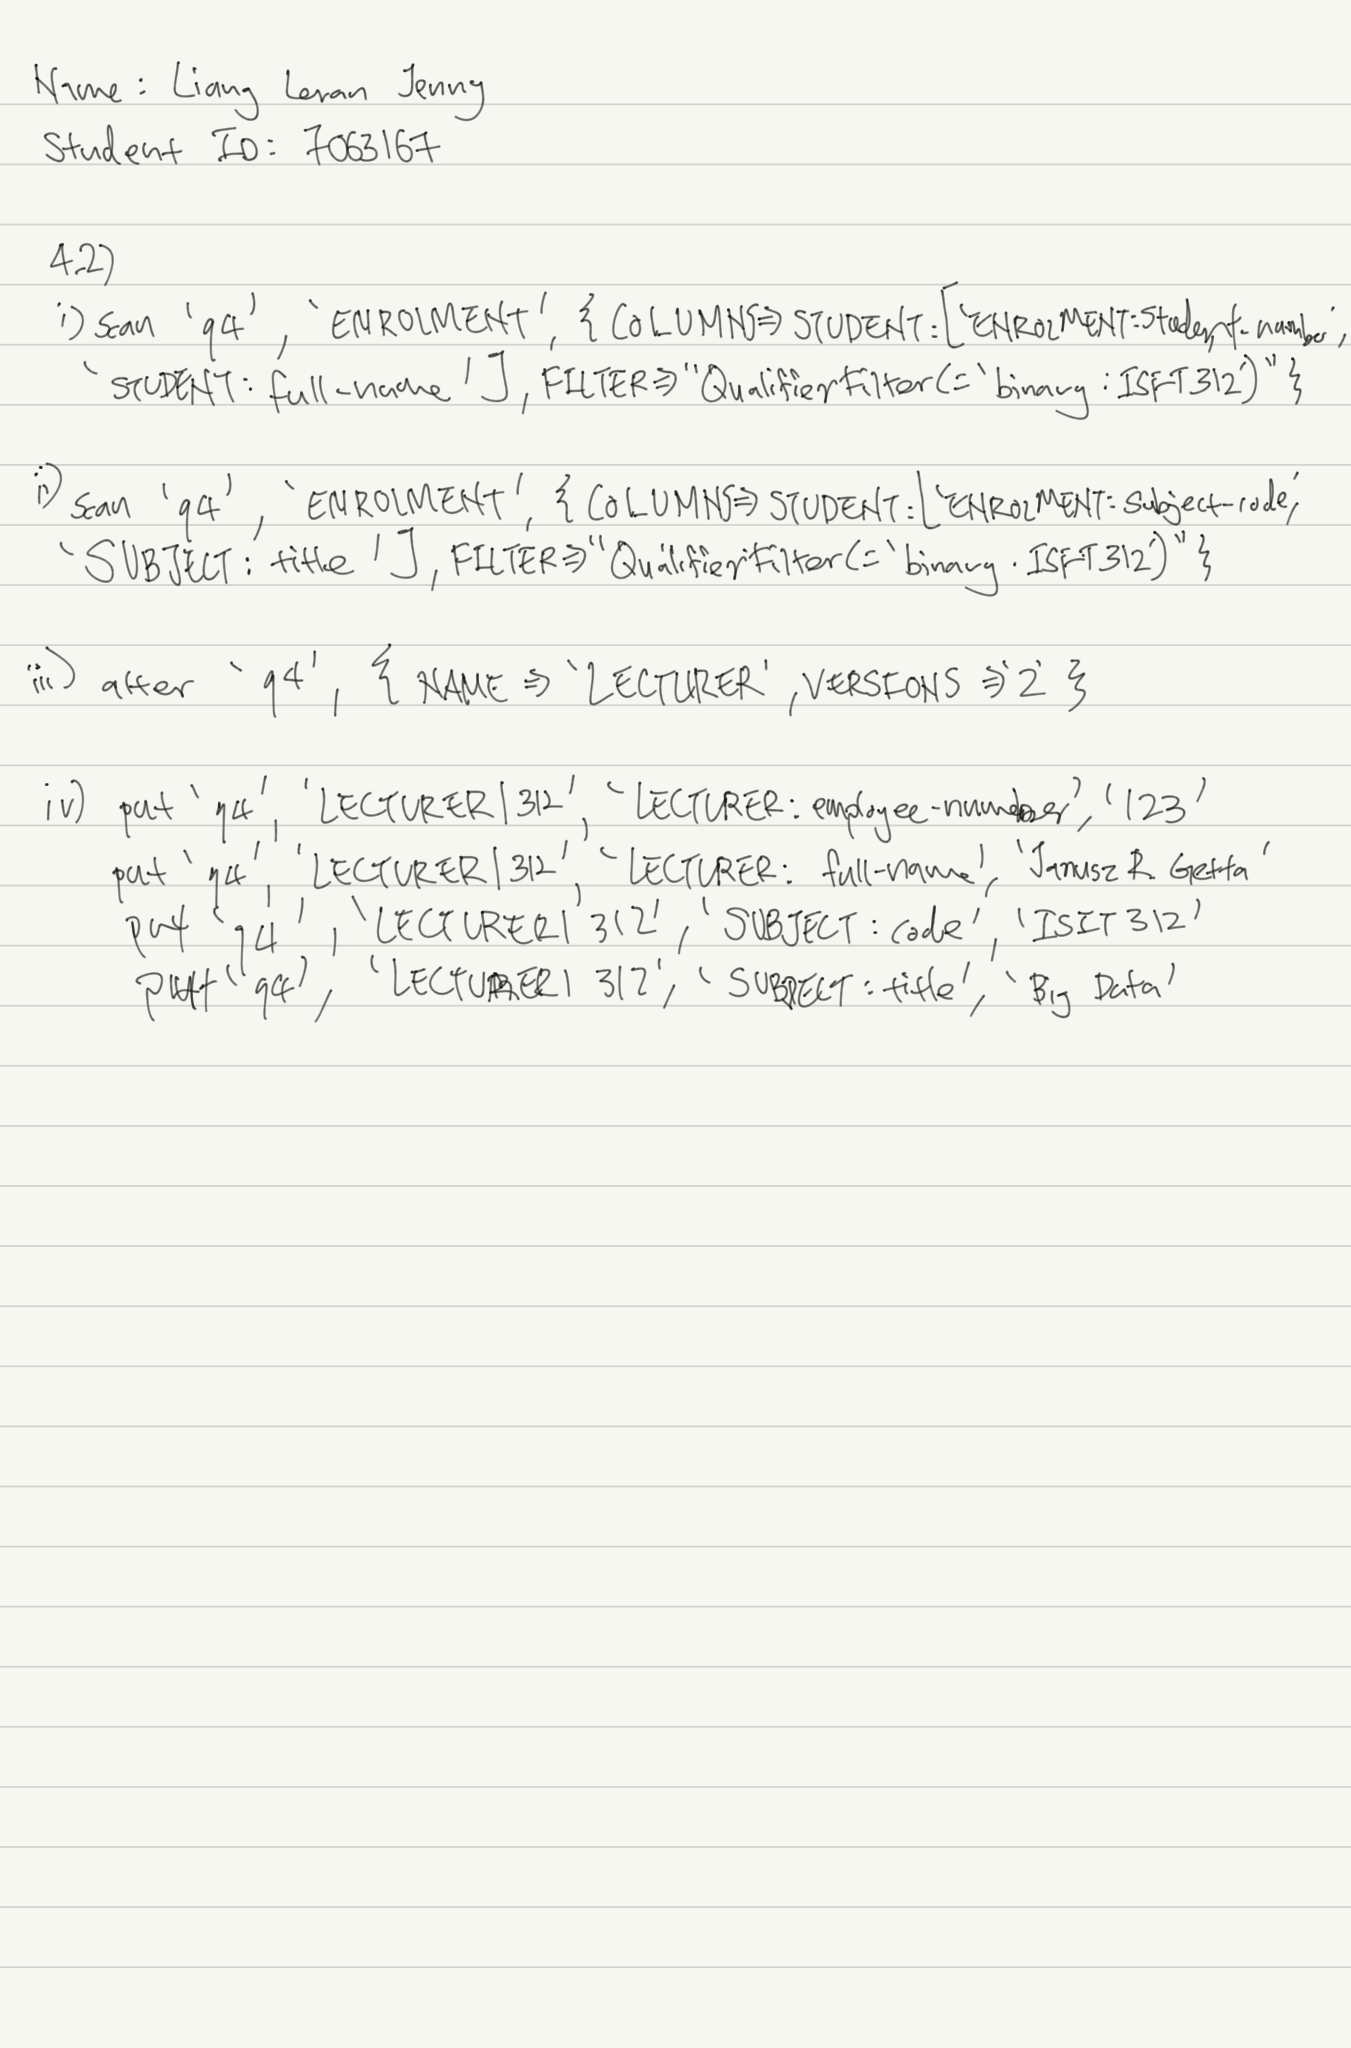 Name: Liang Leran Jenny
Student ID: 7063167
4.2)
i) scan 'q4', 'ENROLMENT', { COLUMNS => STUDENT:['ENROLMENT:Student-number',
'STUDENT: full-name'], FILTER => "QualifierFilter(= 'binary : ISIT312')" }
ii) scan 'q4', 'ENROLMENT', { COLUMNS => STUDENT:['ENROLMENT:subject-code',
'SUBJECT: title'], FILTER => "QualifierFilter(= 'binary . ISIT312')" }
iii) alter 'q4', { NAME => 'LECTURER', VERSIONS => '2' }
iv) put 'q4', 'LECTURER|312', 'LECTURER: employee-number', '123'
put 'q4', 'LECTURER|312', 'LECTURER: full-name', 'Janusz R. Getta'
put 'q4', 'LECTURER|312', 'SUBJECT: code', 'ISIT312'
put 'q4', 'LECTURER|312', 'SUBJECT: title', 'Big Data'